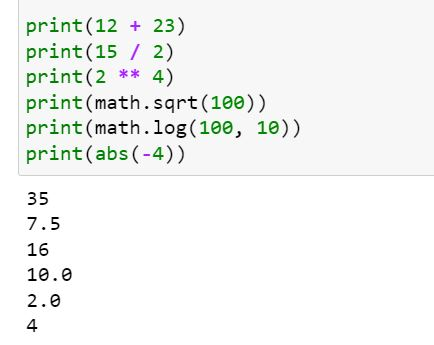 print(12 + 23)
print(15 / 2)
print(2 ** 4)
print(math.sqrt(100))
print(math.log(100, 10))
print(abs(-4))
35
7.5
16
10.0
2.0
4